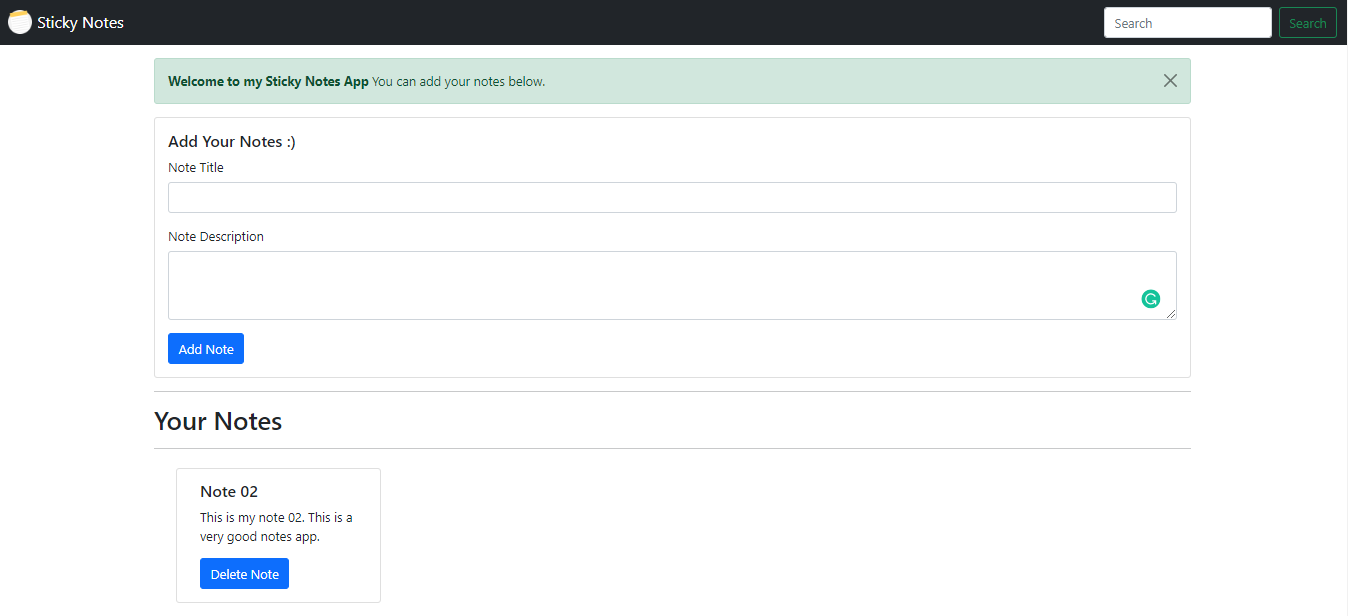 Sticky Notes
Search
Search
Welcome to my Sticky Notes App You can add your notes below.
Add Your Notes :)
Note Title
Note Description
Add Note
Your Notes
Note 02
This is my note 02. This is a
very good notes app.
Delete Note